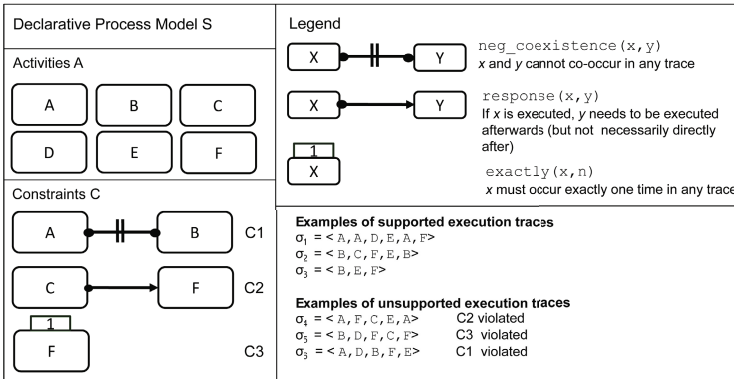 Declarative Process Model S
Activities A
A B C
D E F
Constraints C
A B C1
C F C2
1
F C3
Legend
X Y neg_coexistence(x,y)
x and y cannot co-occur in any trace
X Y response(x,y)
If x is executed, y needs to be executed
afterwards (but not necessarily directly
after)
1
X exactly(x,n)
x must occur exactly one time in any trace
Examples of supported execution traces
σ₁ = < A,A,D,E,A,F>
σ₂ = < B,C,F,E,B>
σ₃ = < B,E,F>
Examples of unsupported execution traces
σ₄ = < A,F,C,E,A> C2 violated
σ₅ = < B,D,F,C,F> C3 violated
σ₃ = < A,D,B,F,E> C1 violated